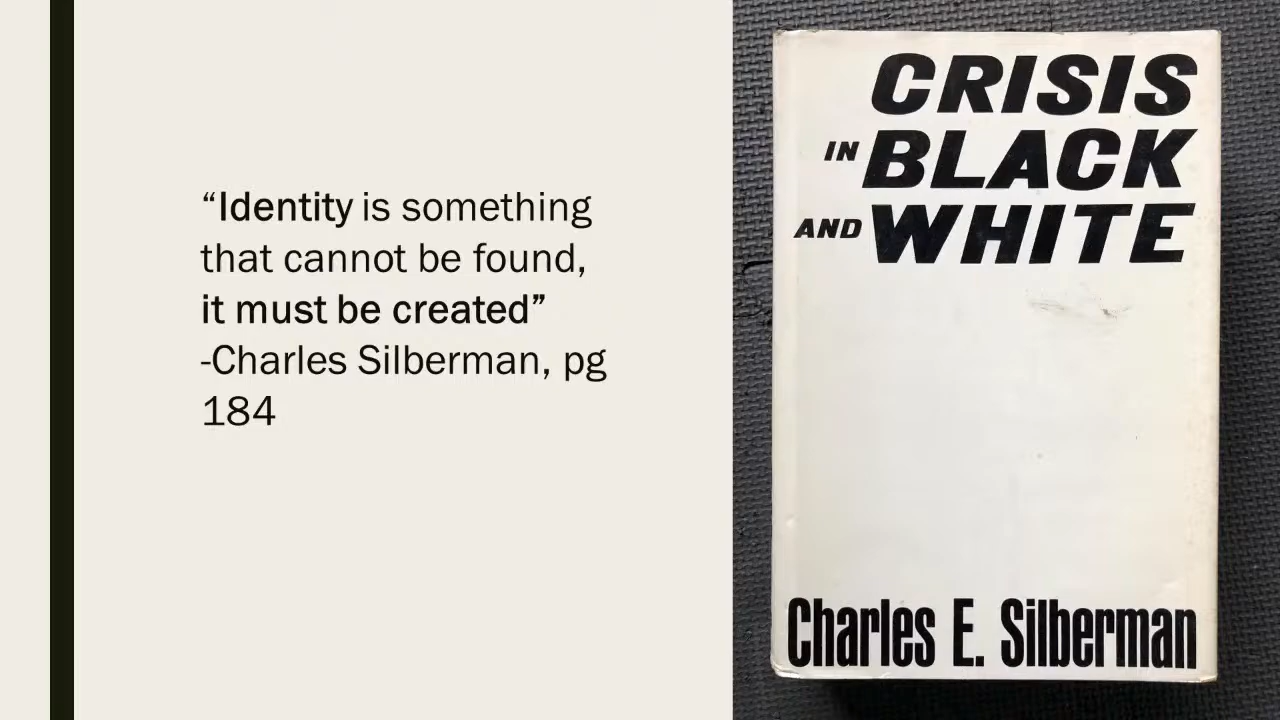 “Identity is something
that cannot be found,
it must be created”
-Charles Silberman, pg
184
CRISIS
IN BLACK
AND WHITE
Charles E. Silberman